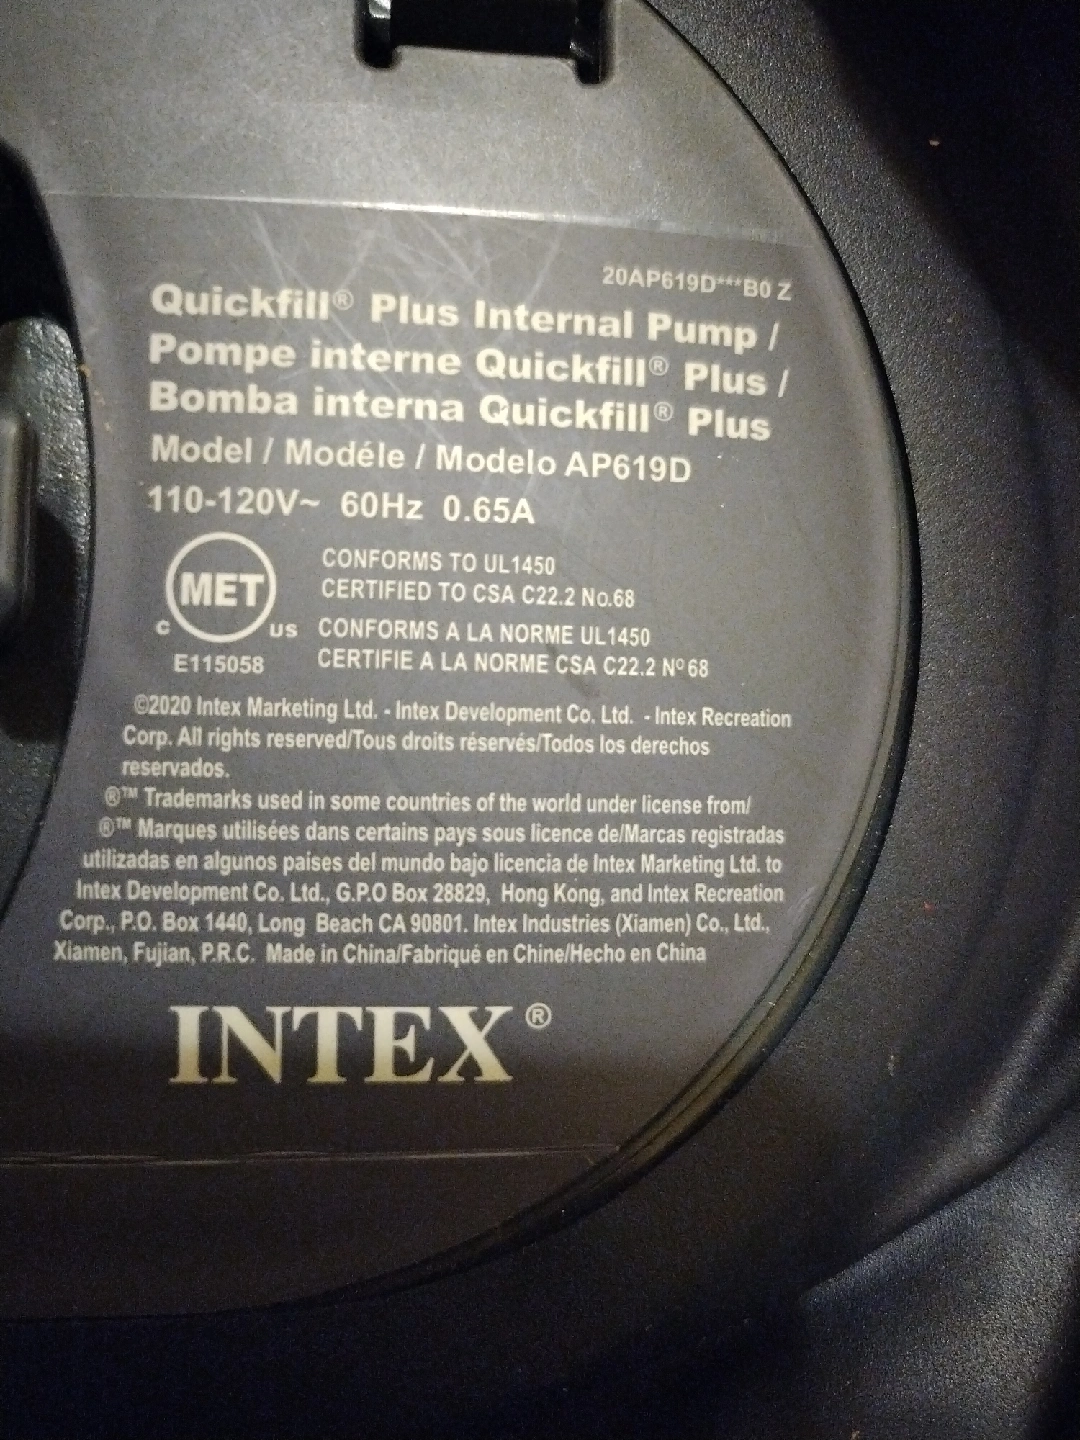 20AP619D***B0 Z
Quickfill® Plus Internal Pump /
Pompe interne Quickfill® Plus /
Bomba interna Quickfill® Plus
Model / Modéle / Modelo AP619D
110-120V~ 60Hz 0.65A
CONFORMS TO UL1450
CERTIFIED TO CSA C22.2 No.68
MET
C US
CONFORMS A LA NORME UL1450
CERTIFIE A LA NORME CSA C22.2 Nº 68
E115058
©2020 Intex Marketing Ltd. - Intex Development Co. Ltd. - Intex Recreation
Corp. All rights reserved/Tous droits réservés/Todos los derechos
reservados.
®™ Trademarks used in some countries of the world under license from/
®™ Marques utilisées dans certains pays sous licence de/Marcas registradas
utilizadas en algunos países del mundo bajo licencia de Intex Marketing Ltd. to
Intex Development Co. Ltd., G.P.O Box 28829, Hong Kong, and Intex Recreation
Corp., P.O. Box 1440, Long Beach CA 90801. Intex Industries (Xiamen) Co., Ltd.,
Xiamen, Fujian, P.R.C. Made in China/Fabriqué en Chine/Hecho en China
INTEX®